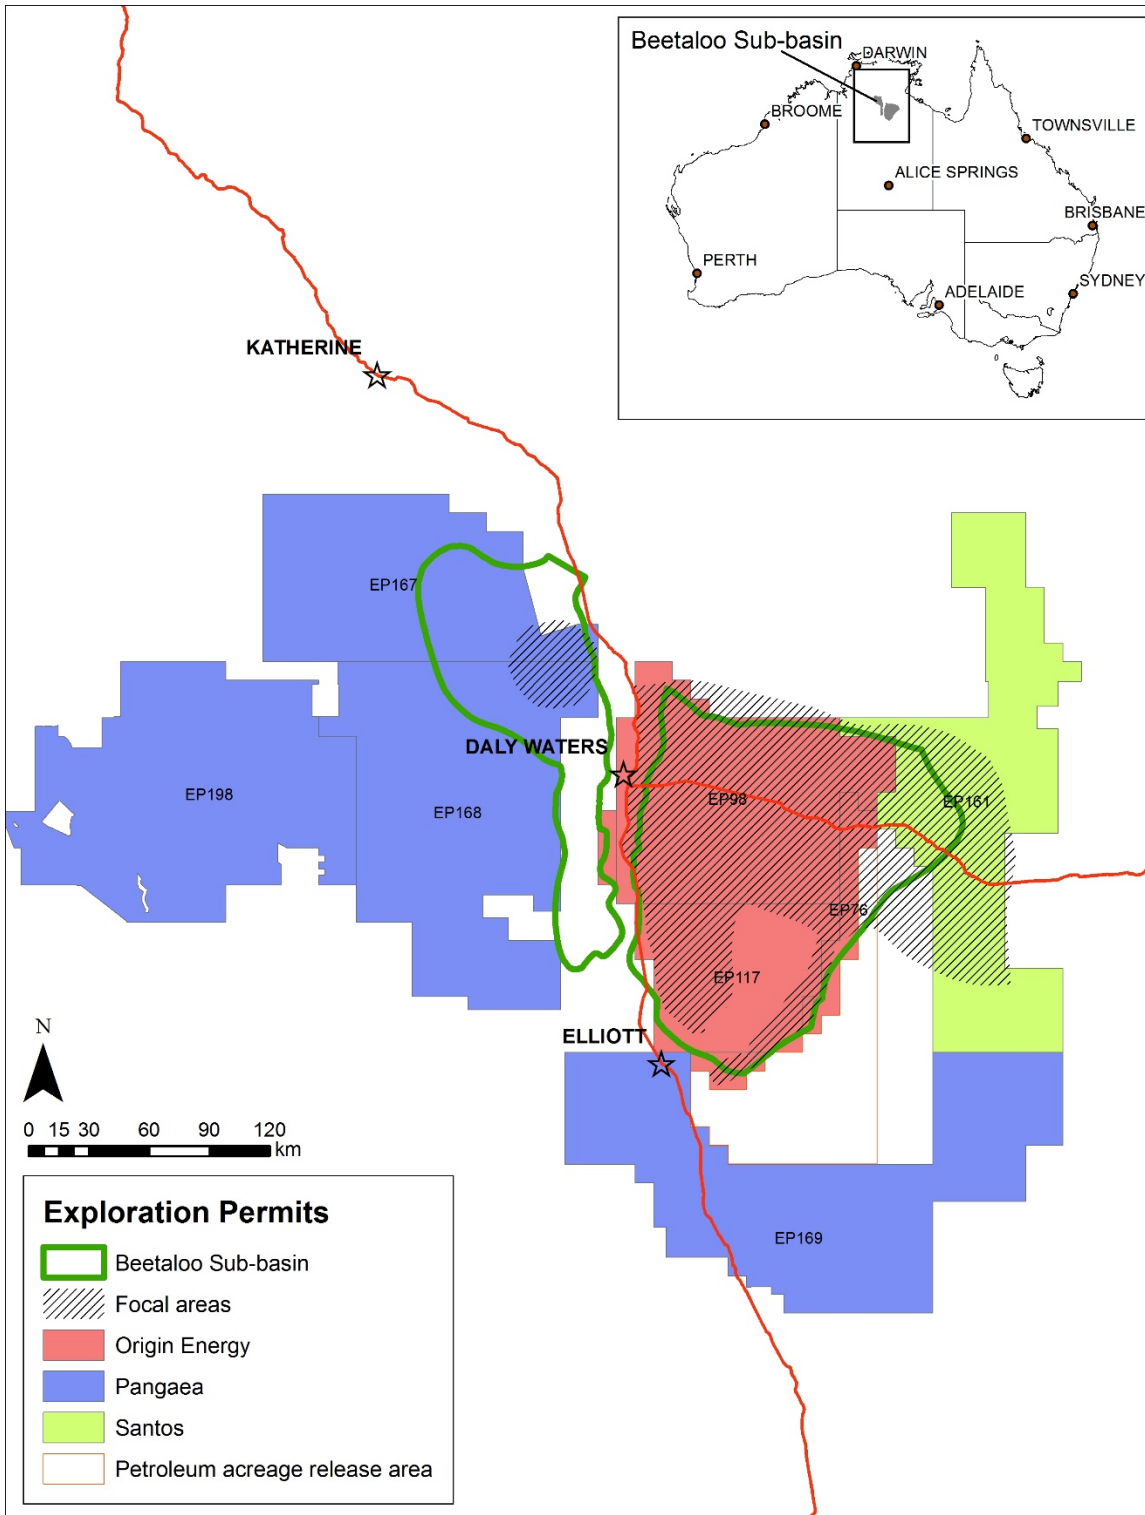 Beetaloo Sub-basin
DARWIN
BROOME
TOWNSVILLE
ALICE SPRINGS
BRISBANE
PERTH
SYDNEY
ADELAIDE
KATHERINE
EP167
DALY WATERS
EP198
EP168
EP98
EP161
EP76
EP117
ELLIOTT
N
0 15 30 60 90 120
km
EP169
Exploration Permits
Beetaloo Sub-basin
Focal areas
Origin Energy
Pangaea
Santos
Petroleum acreage release area